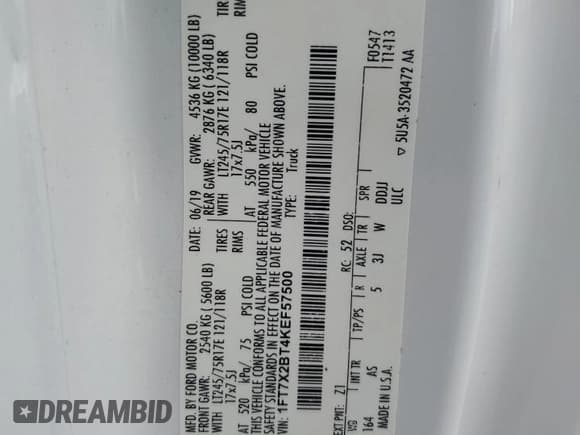 MFD. BY FORD MOTOR CO.
DATE: 06/19 GVWR: 4536 KG (10000 LB)
FRONT GAWR: 2540 KG (5600 LB) REAR GAWR: 2876 KG (6340 LB)
LT245/75R17E 121/118R TIRES WITH LT245/75R17E 121/118R TIR
17x7.5J RIMS 17x7.5J RIM
AT 520 kPa/ 75 PSI COLD AT 550 kPa/ 80 PSI COLD
THIS VEHICLE CONFORMS TO ALL APPLICABLE FEDERAL MOTOR VEHICLE
SAFETY STANDARDS IN EFFECT ON THE DATE OF MANUFACTURE SHOWN ABOVE.
VIN: 1FT7X2BT4KEF57500
TYPE: Truck
F0547
T1413
EXT PNT: Z1 RC: 52 DSO:
WB INT TR TP/PS R AXLE TR SPR
164 AS 5 3J W DDJJ
ULC
MADE IN U.S.A. ▽ 5U5A-3520472 AA
DREAMBID